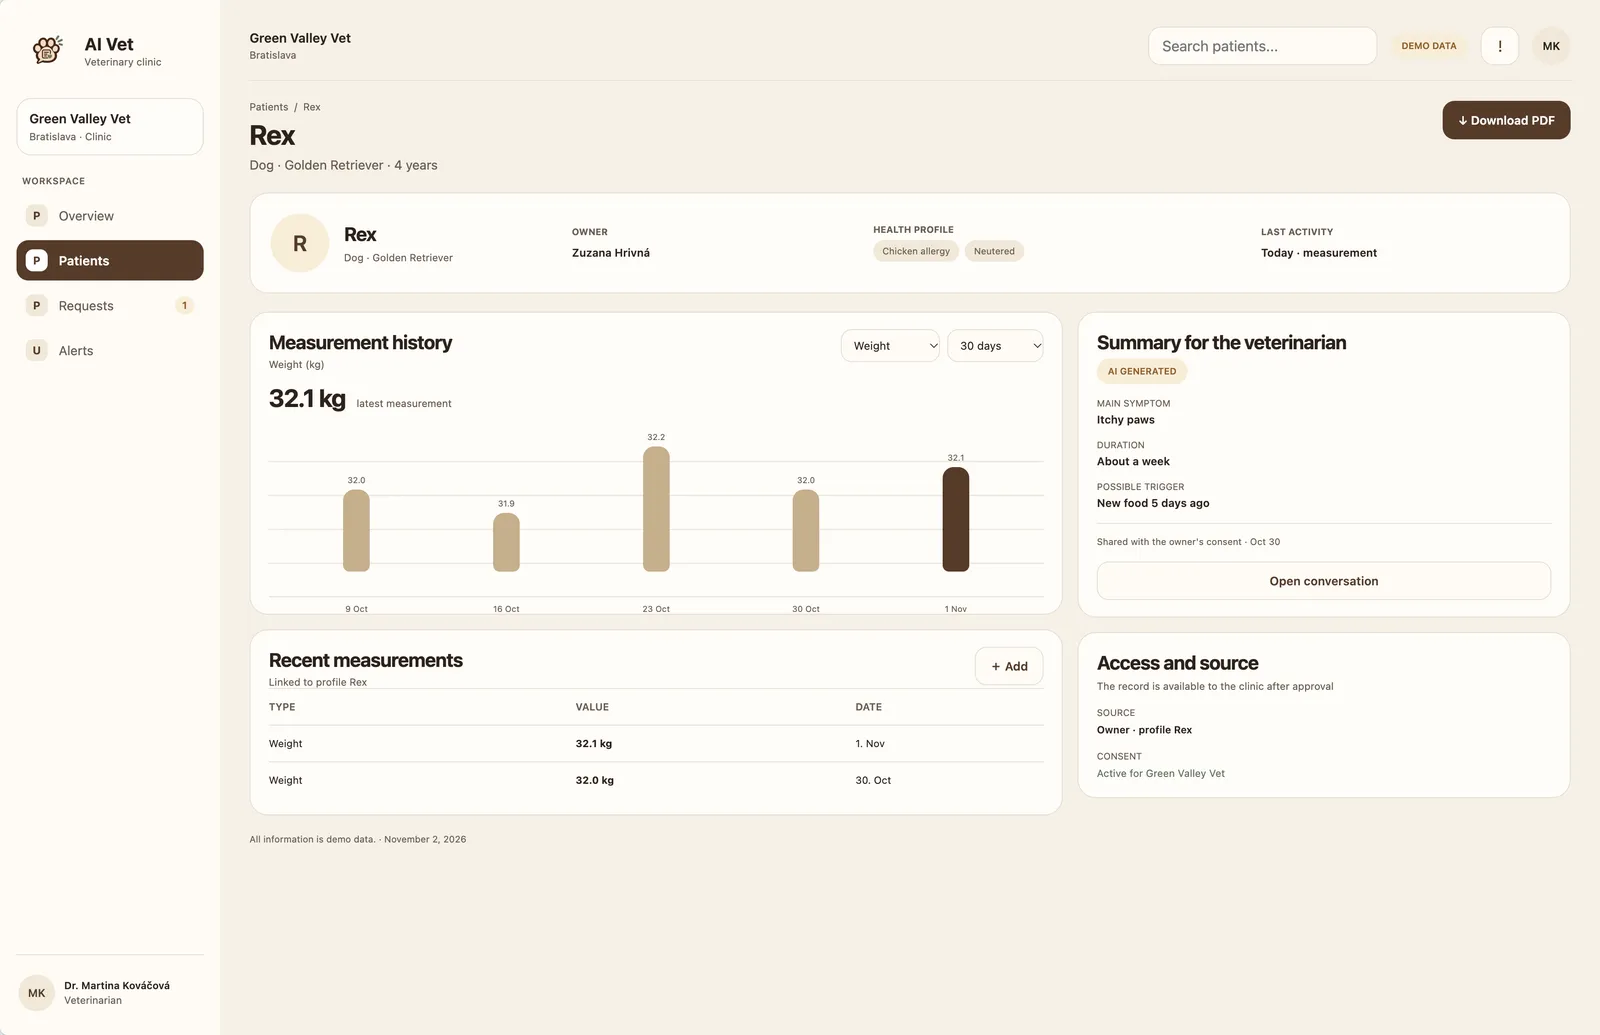 AI Vet
Veterinary clinic
Green Valley Vet
Bratislava · Clinic
WORKSPACE
P Overview
P Patients
P Requests 1
U Alerts
MK
Dr. Martina Kováčová
Veterinarian
Green Valley Vet
Bratislava
Search patients...
DEMO DATA
!
MK
Patients / Rex
Rex
Dog · Golden Retriever · 4 years
↓ Download PDF
R
Rex
Dog · Golden Retriever
OWNER
Zuzana Hrivná
HEALTH PROFILE
Chicken allergy
Neutered
LAST ACTIVITY
Today · measurement
Measurement history
Weight (kg)
Weight
30 days
32.1 kg latest measurement
32.0
31.9
32.2
32.0
32.1
9 Oct
16 Oct
23 Oct
30 Oct
1 Nov
Summary for the veterinarian
AI GENERATED
MAIN SYMPTOM
Itchy paws
DURATION
About a week
POSSIBLE TRIGGER
New food 5 days ago
Shared with the owner's consent · Oct 30
Open conversation
Recent measurements
Linked to profile Rex
+ Add
TYPE VALUE DATE
Weight 32.1 kg 1. Nov
Weight 32.0 kg 30. Oct
Access and source
The record is available to the clinic after approval
SOURCE
Owner · profile Rex
CONSENT
Active for Green Valley Vet
All information is demo data. · November 2, 2026